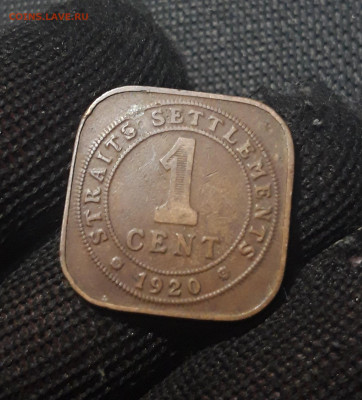 COINS.LAVE.RU
STRAITS SETTLEMENTS
1
CENT
1920